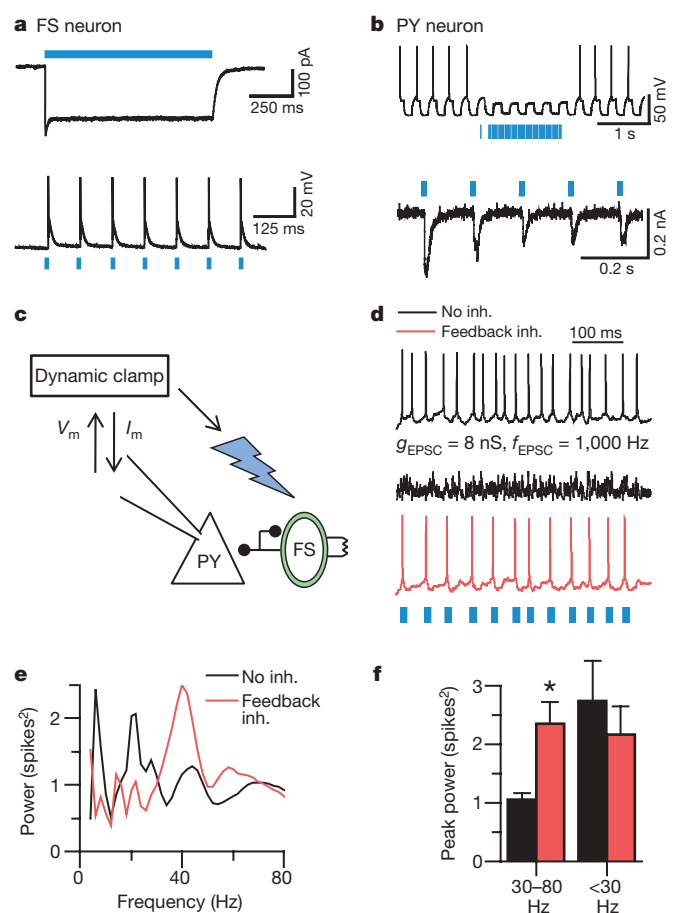 a FS neuron
100 pA
250 ms
20 mV
125 ms
b PY neuron
50 mV
1 s
0.2 nA
0.2 s
c
Dynamic clamp
Vm
Im
PY
FS
d
No inh.
Feedback inh.
100 ms
gEPSC = 8 nS, fEPSC = 1,000 Hz
e
No inh.
Feedback
inh.
Power (spikes²)
2
1
0
0
40
80
Frequency (Hz)
f
*
Peak power (spikes²)
3
2
1
0
30–80
Hz
<30
Hz